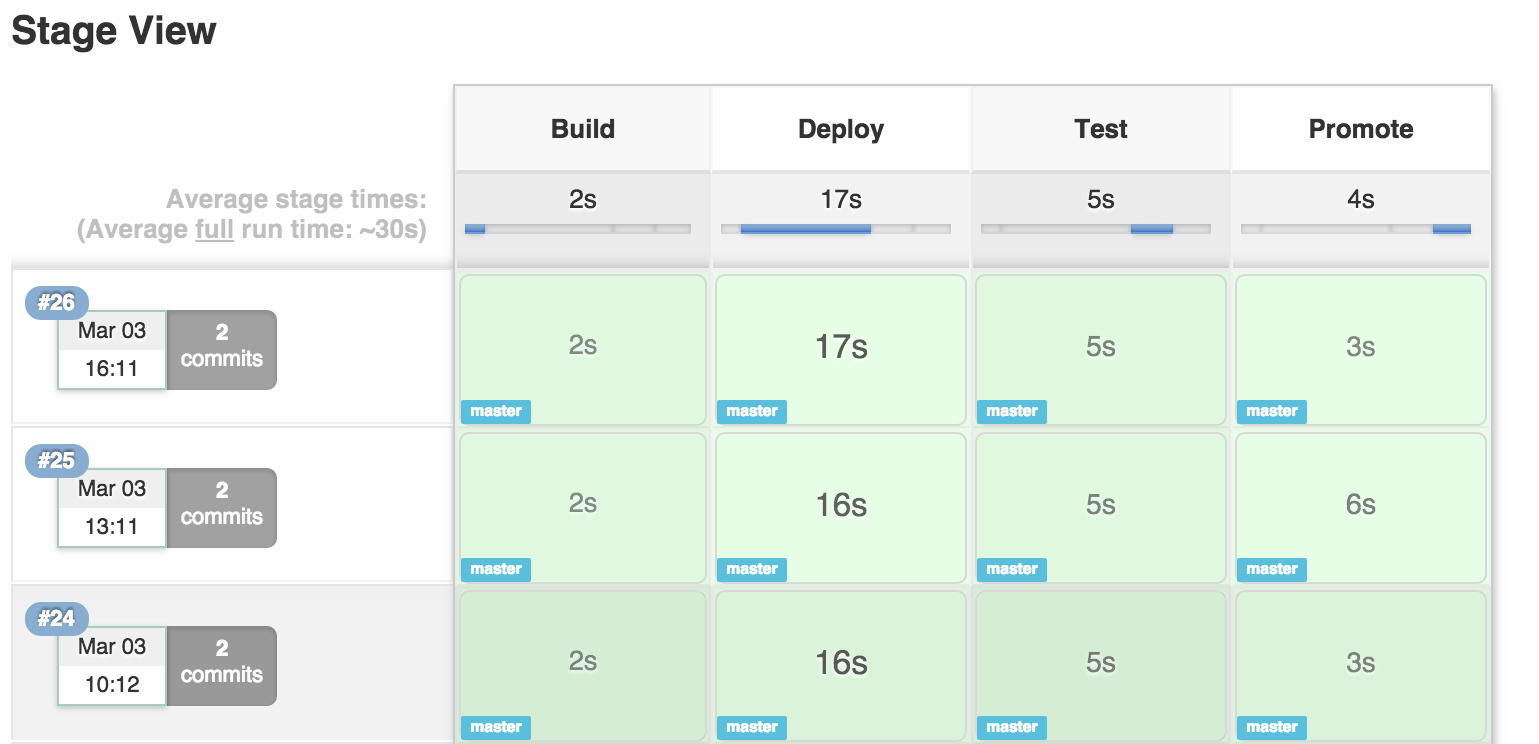 Stage View
Build Deploy Test Promote
Average stage times:
(Average full run time: ~30s)
2s 17s 5s 4s
#26
Mar 03
16:11
2
commits
2s 17s 5s 3s
master master master master
#25
Mar 03
13:11
2
commits
2s 16s 5s 6s
master master master master
#24
Mar 03
10:12
2
commits
2s 16s 5s 3s
master master master master